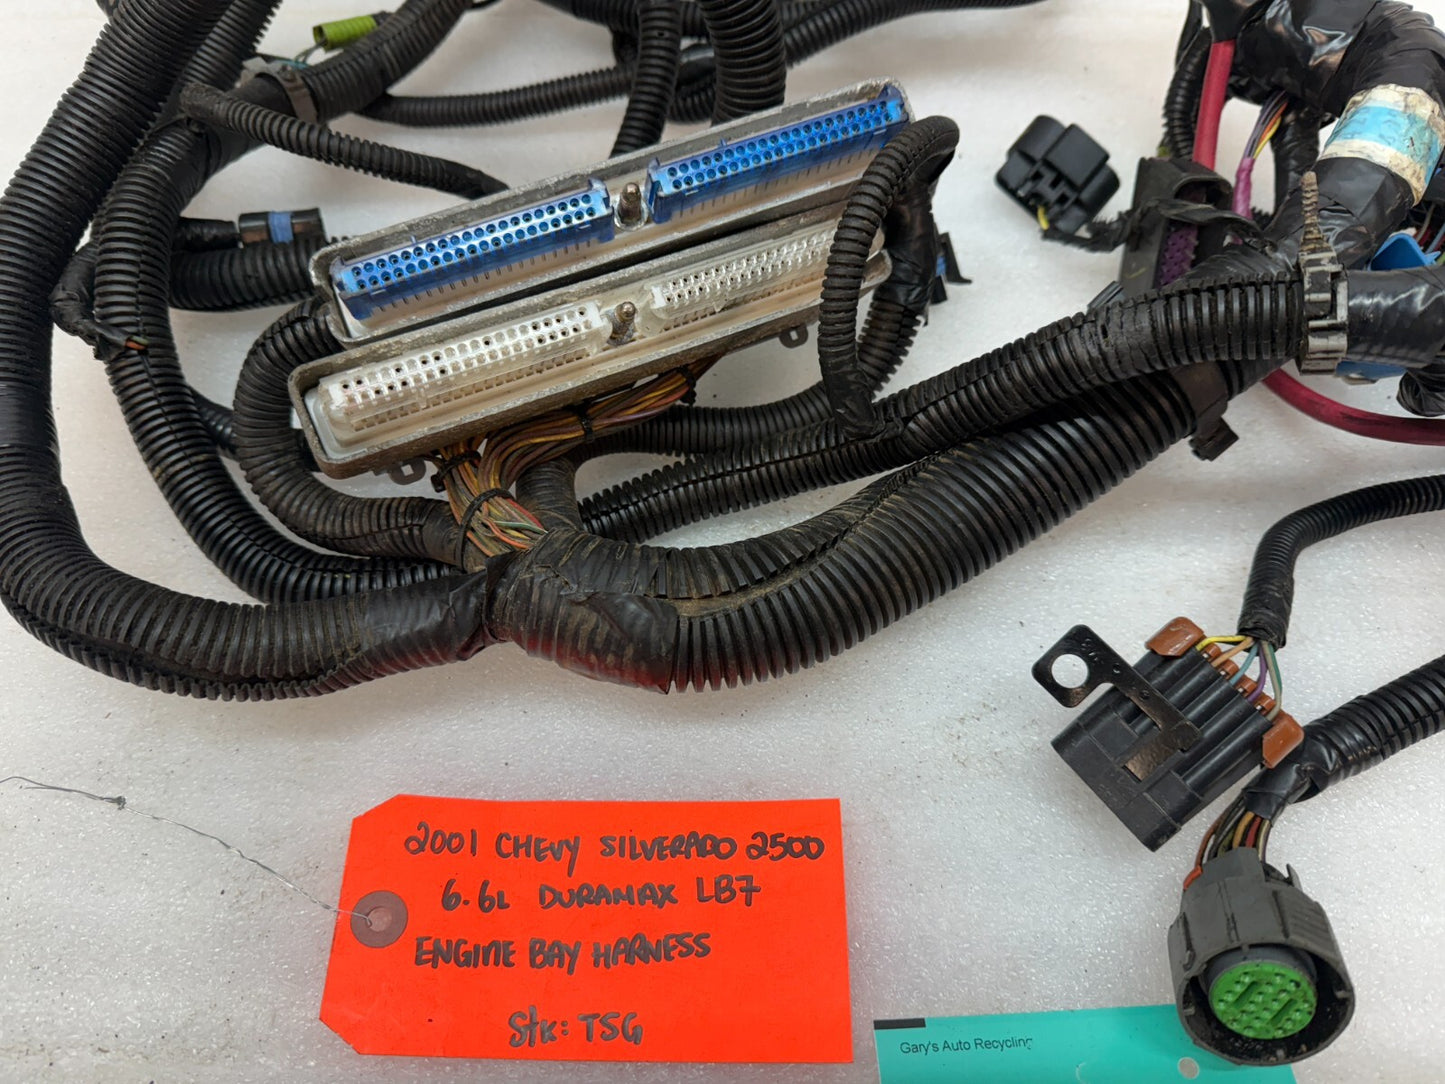 2001 CHEVY SILVERADO 2500
6.6L DURAMAX LB7
ENGINE BAY HARNESS
Stk: TSG
Gary's Auto Recycling